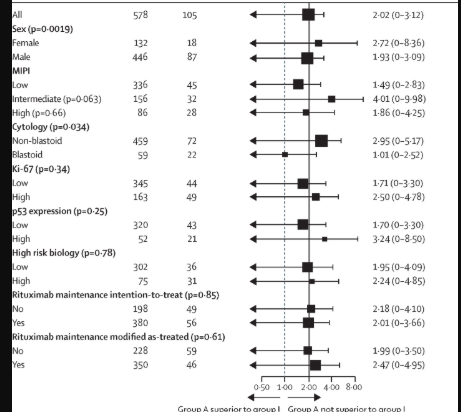 All 578 105 2·02 (0–3·12)
Sex (p=0·0019)
Female 132 18 2·72 (0–8·36)
Male 446 87 1·93 (0–3·09)
MIPI
Low 336 45 1·49 (0–2·83)
Intermediate (p=0·063) 156 32 4·01 (0–9·98)
High (p=0·66) 86 28 1·86 (0–4·25)
Cytology (p=0·034)
Non-blastoid 459 72 2·95 (0–5·17)
Blastoid 59 22 1·01 (0–2·52)
Ki-67 (p=0·34)
Low 345 44 1·71 (0–3·30)
High 163 49 2·50 (0–4·78)
p53 expression (p=0·25)
Low 320 43 1·70 (0–3·30)
High 52 21 3·24 (0–8·50)
High risk biology (p=0·78)
Low 302 36 1·95 (0–4·09)
High 75 31 2·24 (0–4·85)
Rituximab maintenance intention-to-treat (p=0·85)
No 198 49 2·18 (0–4·10)
Yes 380 56 2·01 (0–3·66)
Rituximab maintenance modified as-treated (p=0·61)
No 228 59 1·99 (0–3·50)
Yes 350 46 2·47 (0–4·95)
0·50 1·00 2·00 4·00 8·00
Group A superior to group I Group A not superior to group I